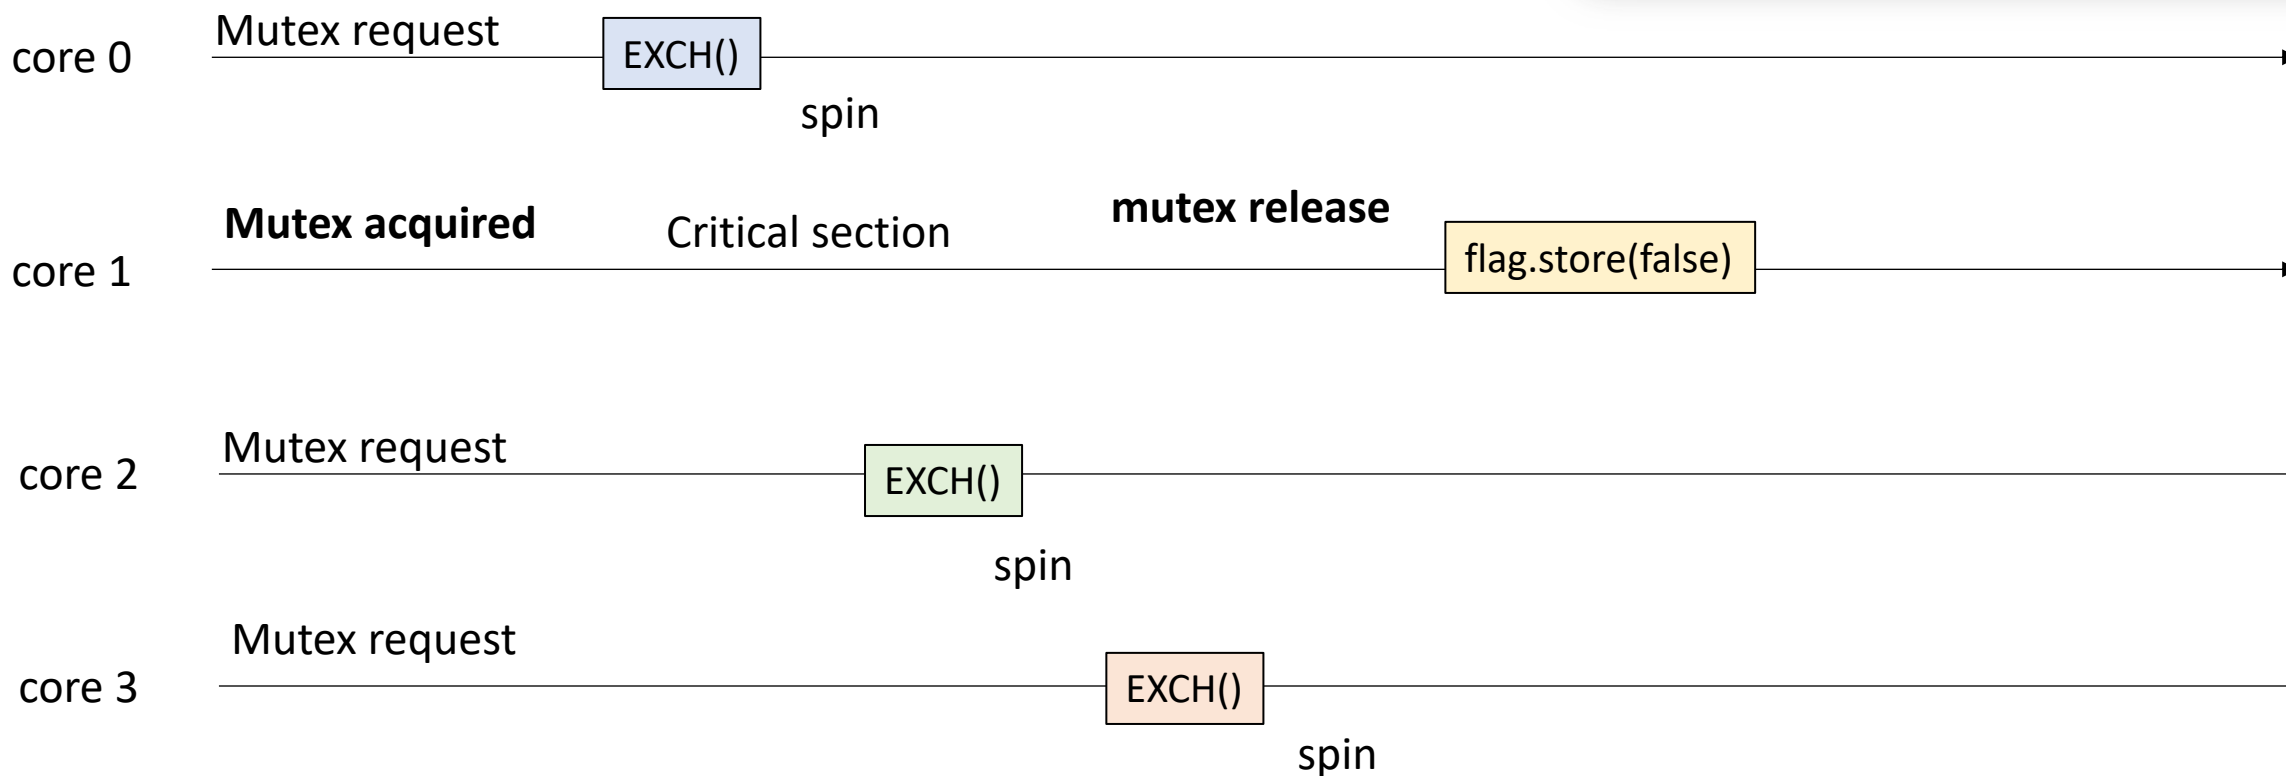 Mutex request
core 0
EXCH()
spin
mutex release
Mutex acquired
Critical section
core 1
flag.store(false)
Mutex request
core 2
EXCH()
spin
Mutex request
core 3
EXCH()
spin